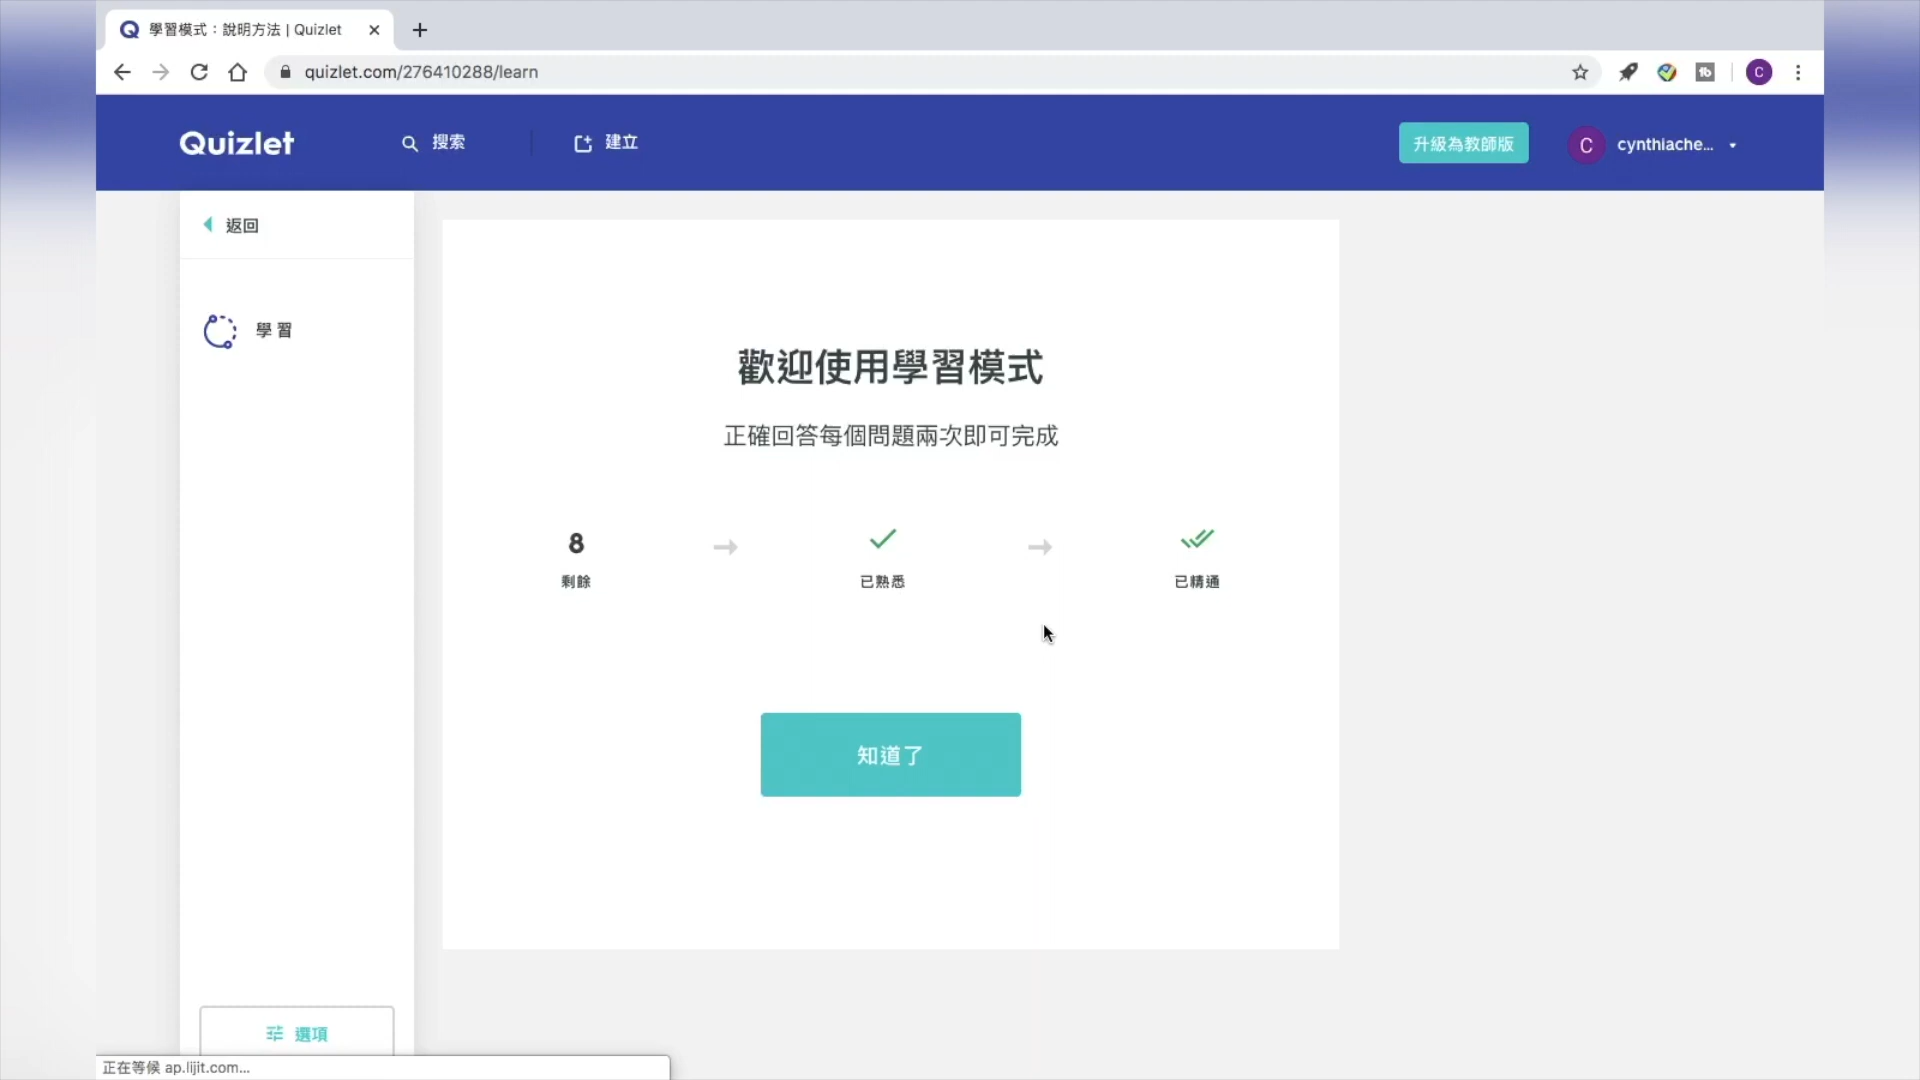 學習模式：說明方法 | Quizlet
quizlet.com/276410288/learn
C
Quizlet
搜索
建立
升級為教師版
C
cynthiache...
返回
學習
歡迎使用學習模式
正確回答每個問題兩次即可完成
8
剩餘
已熟悉
已精通
知道了
選項
正在等候 ap.lijit.com...